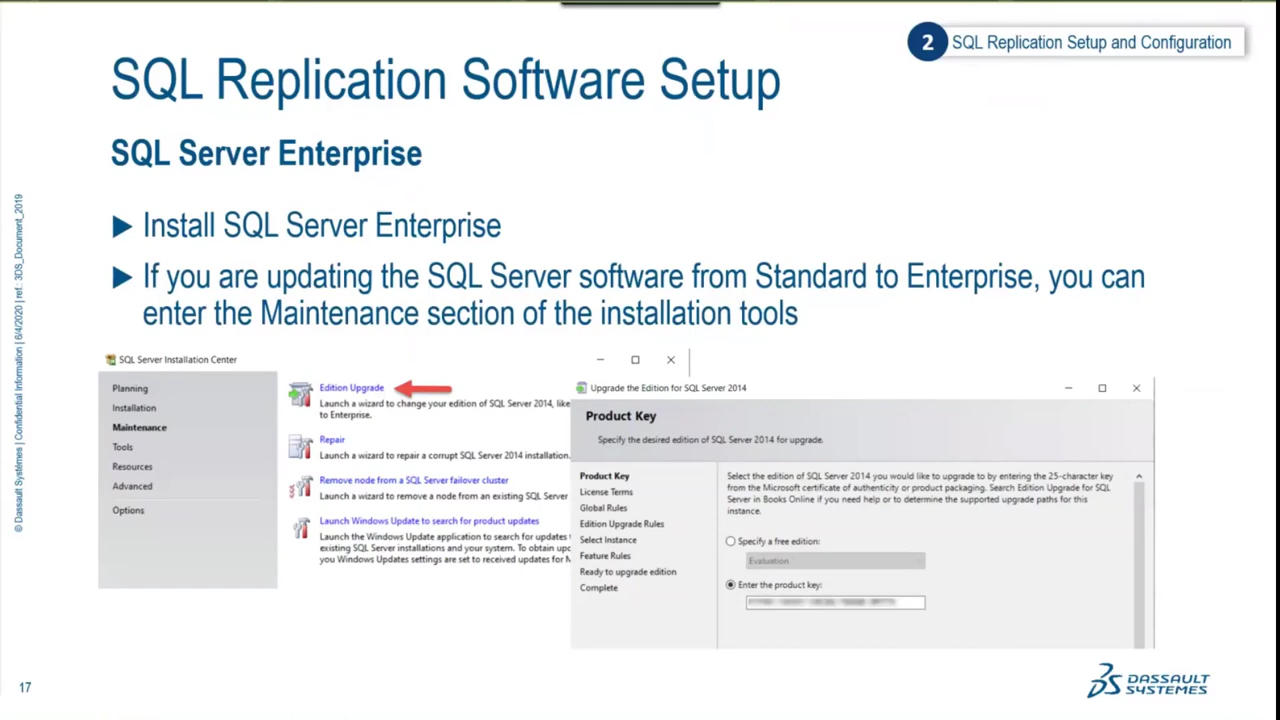 2 SQL Replication Setup and Configuration
SQL Replication Software Setup
SQL Server Enterprise
Install SQL Server Enterprise
If you are updating the SQL Server software from Standard to Enterprise, you can
enter the Maintenance section of the installation tools
© Dassault Systèmes | Confidential Information | 6/4/2020 | ref.: 3DS_Document_2019
SQL Server Installation Center
Planning
Installation
Maintenance
Tools
Resources
Advanced
Options
Edition Upgrade
Launch a wizard to change your edition of SQL Server 2014, like
to Enterprise.
Repair
Launch a wizard to repair a corrupt SQL Server 2014 installation.
Remove node from a SQL Server failover cluster
Launch a wizard to remove a node from an existing SQL Server
Launch Windows Update to search for product updates
Launch the Windows Update application to search for updates
existing SQL Server installations and your system. To obtain upd
you Windows Updates settings are set to received updates for M
Upgrade the Edition for SQL Server 2014
Product Key
Specify the desired edition of SQL Server 2014 for upgrade.
Product Key
License Terms
Global Rules
Edition Upgrade Rules
Select Instance
Feature Rules
Ready to upgrade edition
Complete
Select the edition of SQL Server 2014 you would like to upgrade to by entering the 25-character key
from the Microsoft certificate of authenticity or product packaging. Search Edition Upgrade for SQL
Server in Books Online if you need help or to determine the supported upgrade paths for this
instance.
Specify a free edition:
Evaluation
Enter the product key:
17
DASSAULT
SYSTEMES